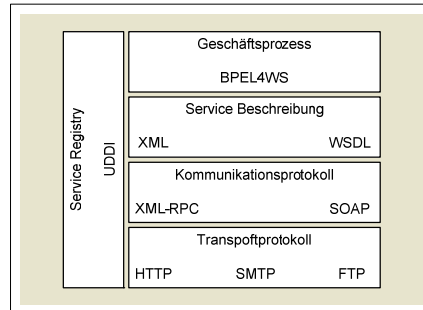 Service Registry
UDDI
Geschäftsprozess
BPEL4WS
Service Beschreibung
XML WSDL
Kommunikationsprotokoll
XML-RPC SOAP
Transpoftprotokoll
HTTP SMTP FTP